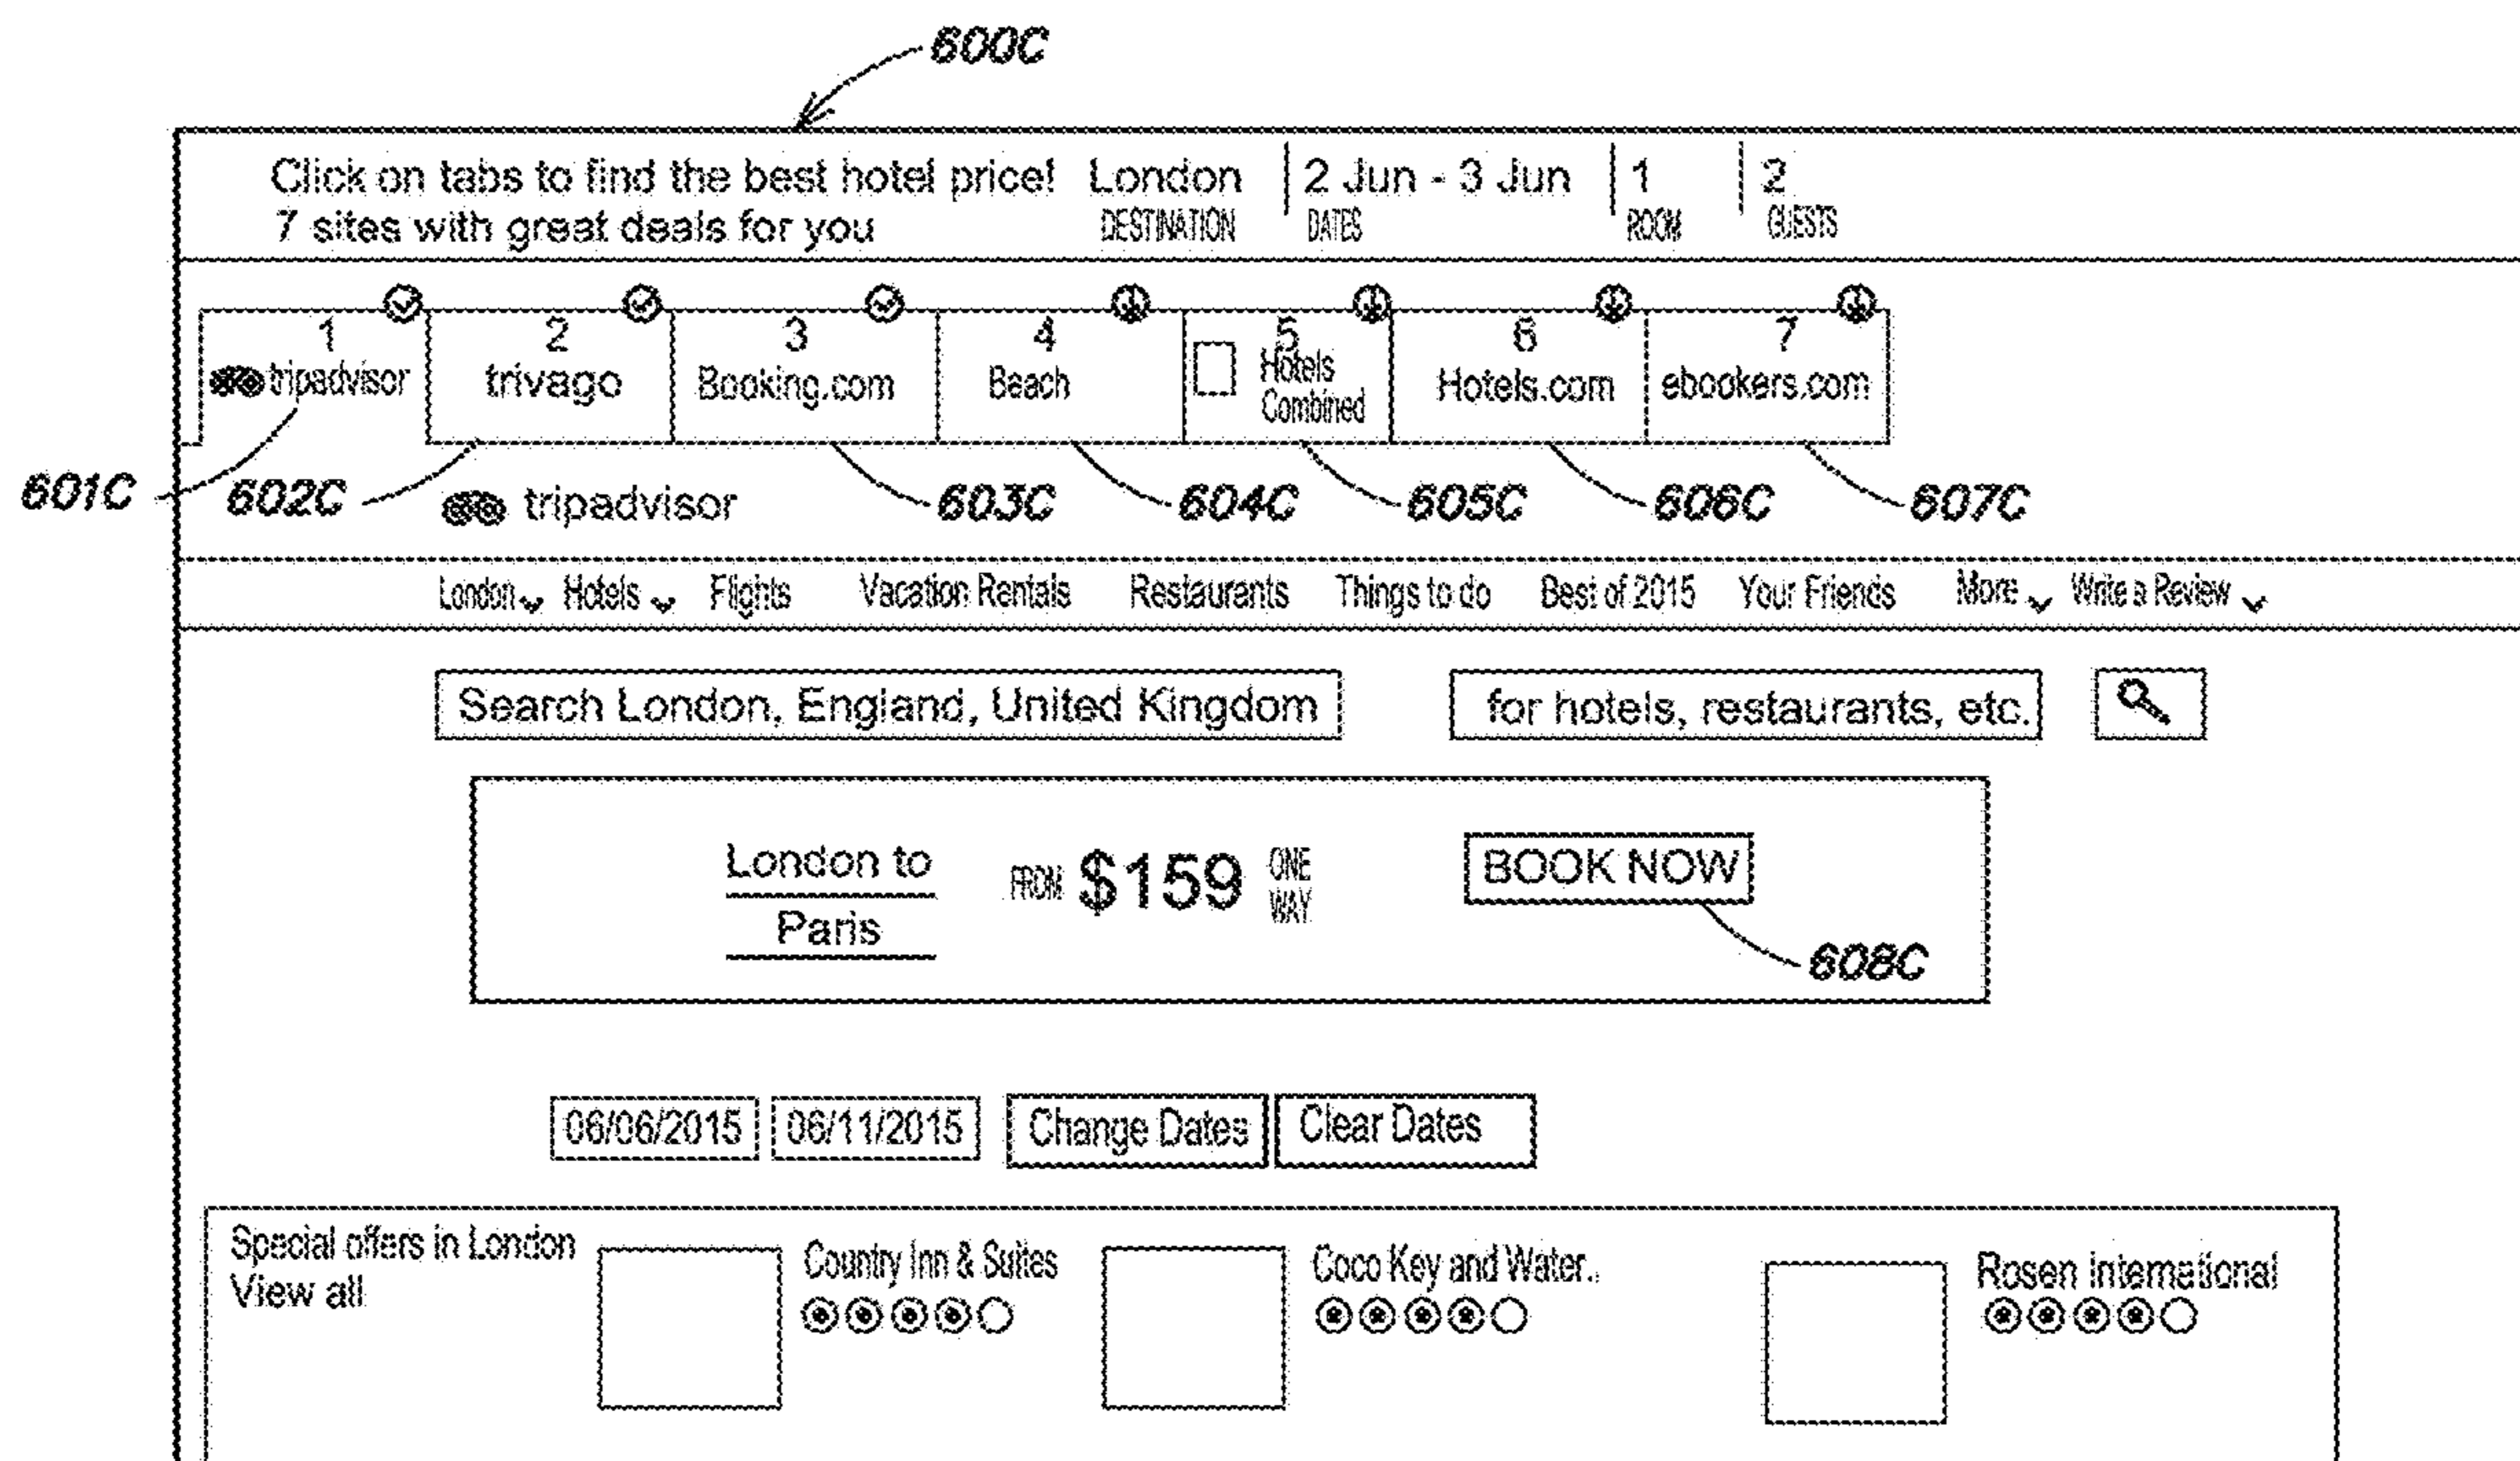 600C
Click on tabs to find the best hotel price! London 2 Jun - 3 Jun 1 2
7 sites with great deals for you DESTINATION DATES ROOM GUESTS
1 2 3 4 5 6 7
tripadvisor trivago Booking.com Beach Hotels Combined Hotels.com ebookers.com
601C 602C tripadvisor 603C 604C 605C 606C 607C
London Hotels Flights Vacation Rentals Restaurants Things to do Best of 2015 Your Friends More Write a Review
Search London, England, United Kingdom for hotels, restaurants, etc.
London to FROM $159 ONE WAY BOOK NOW
Paris
608C
06/06/2015 06/11/2015 Change Dates Clear Dates
Special offers in London Country Inn & Suites Coco Key and Water.. Rosen International
View all